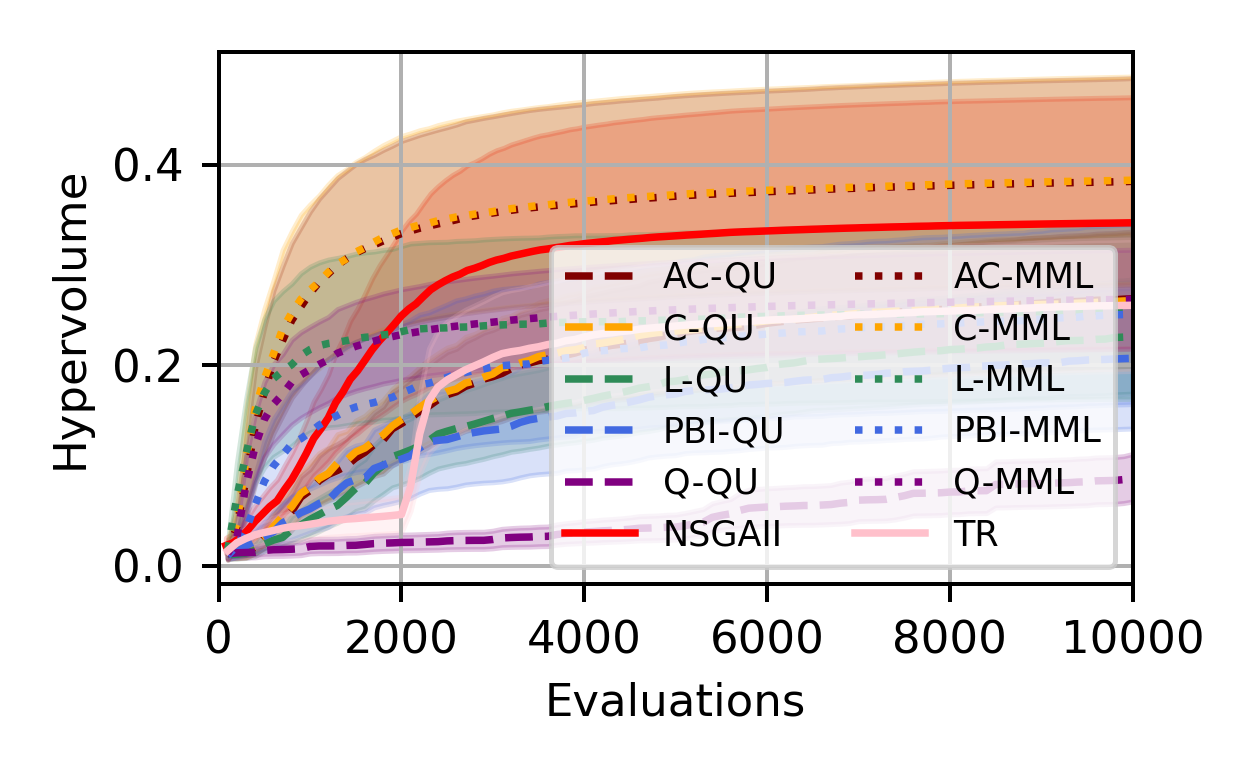 Hypervolume
0.4
0.2
0.0
AC-QU
C-QU
L-QU
PBI-QU
Q-QU
NSGAII
AC-MML
C-MML
L-MML
PBI-MML
Q-MML
TR
0 2000 4000 6000 8000 10000
Evaluations